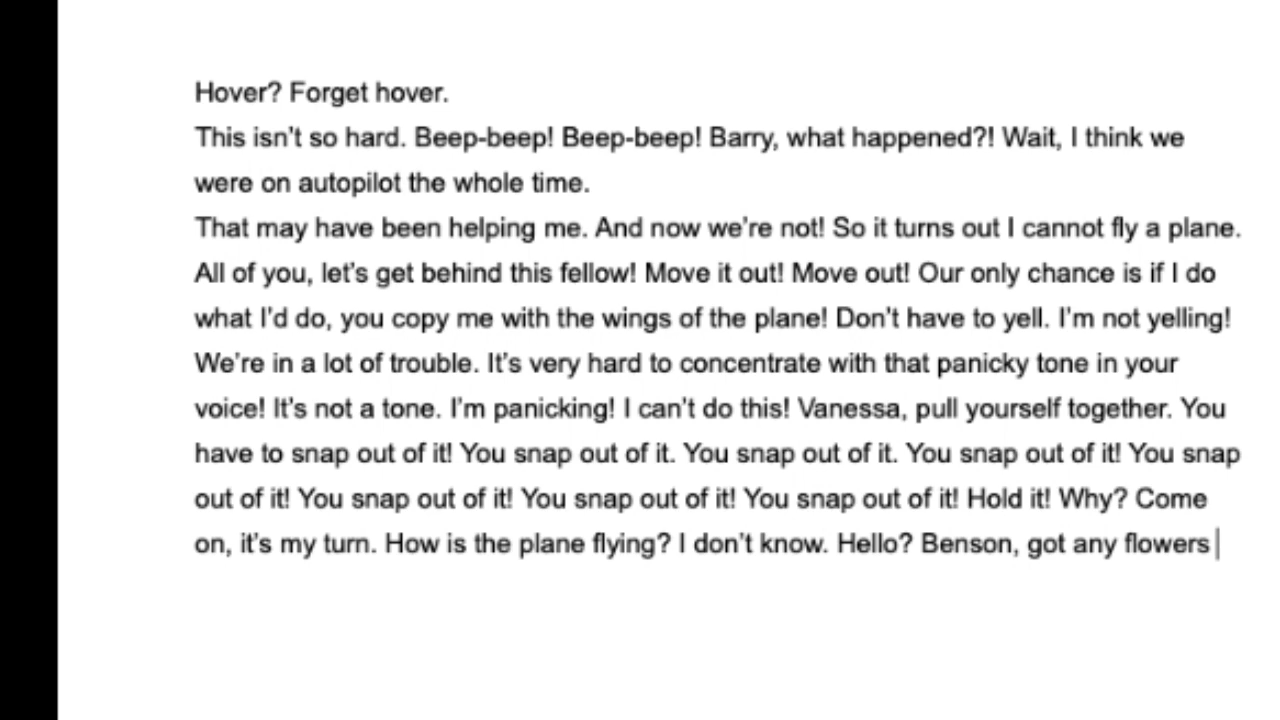 Hover? Forget hover.
This isn't so hard. Beep-beep! Beep-beep! Barry, what happened?! Wait, I think we
were on autopilot the whole time.
That may have been helping me. And now we're not! So it turns out I cannot fly a plane.
All of you, let's get behind this fellow! Move it out! Move out! Our only chance is if I do
what I'd do, you copy me with the wings of the plane! Don't have to yell. I'm not yelling!
We're in a lot of trouble. It's very hard to concentrate with that panicky tone in your
voice! It's not a tone. I'm panicking! I can't do this! Vanessa, pull yourself together. You
have to snap out of it! You snap out of it. You snap out of it. You snap out of it! You snap
out of it! You snap out of it! You snap out of it! You snap out of it! Hold it! Why? Come
on, it's my turn. How is the plane flying? I don't know. Hello? Benson, got any flowers